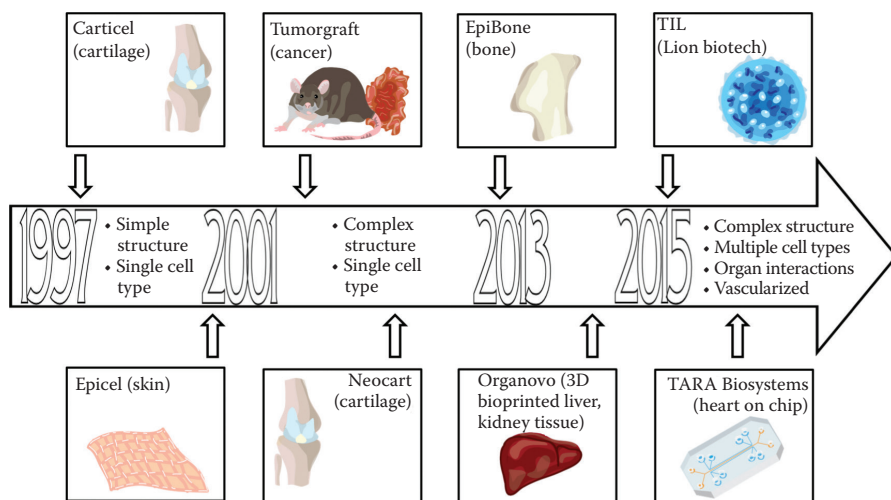 Carticel
(cartilage)
Tumorgraft
(cancer)
EpiBone
(bone)
TIL
(Lion biotech)
1997
• Simple
structure
• Single cell
type
2001
• Complex
structure
• Single cell
type
2013
2015
• Complex structure
• Multiple cell types
• Organ interactions
• Vascularized
Epicel (skin)
Neocart
(cartilage)
Organovo (3D
bioprinted liver,
kidney tissue)
TARA Biosystems
(heart on chip)